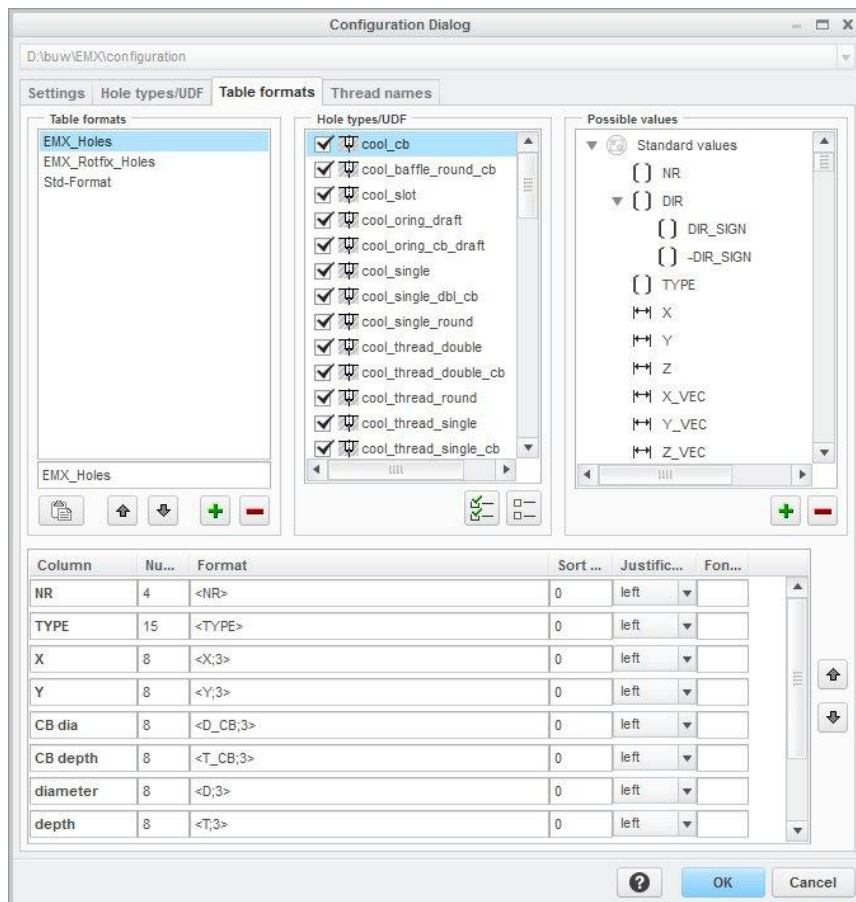 Configuration Dialog
D:\buw\EMX\configuration
Settings Hole types/UDF Table formats Thread names
Table formats
EMX_Holes
EMX_Rotfix_Holes
Std-Format
EMX_Holes
Hole types/UDF
cool_cb
cool_baffle_round_cb
cool_slot
cool_oring_draft
cool_oring_cb_draft
cool_single
cool_single_dbl_cb
cool_single_round
cool_thread_double
cool_thread_double_cb
cool_thread_round
cool_thread_single
cool_thread_single_cb
Possible values
Standard values
NR
DIR
DIR_SIGN
-DIR_SIGN
TYPE
X
Y
Z
X_VEC
Y_VEC
Z_VEC
Column Nu... Format Sort ... Justific... Fon...
NR 4 <NR> 0 left
TYPE 15 <TYPE> 0 left
X 8 <X;3> 0 left
Y 8 <Y;3> 0 left
CB dia 8 <D_CB;3> 0 left
CB depth 8 <T_CB;3> 0 left
diameter 8 <D;3> 0 left
depth 8 <T;3> 0 left
? OK Cancel